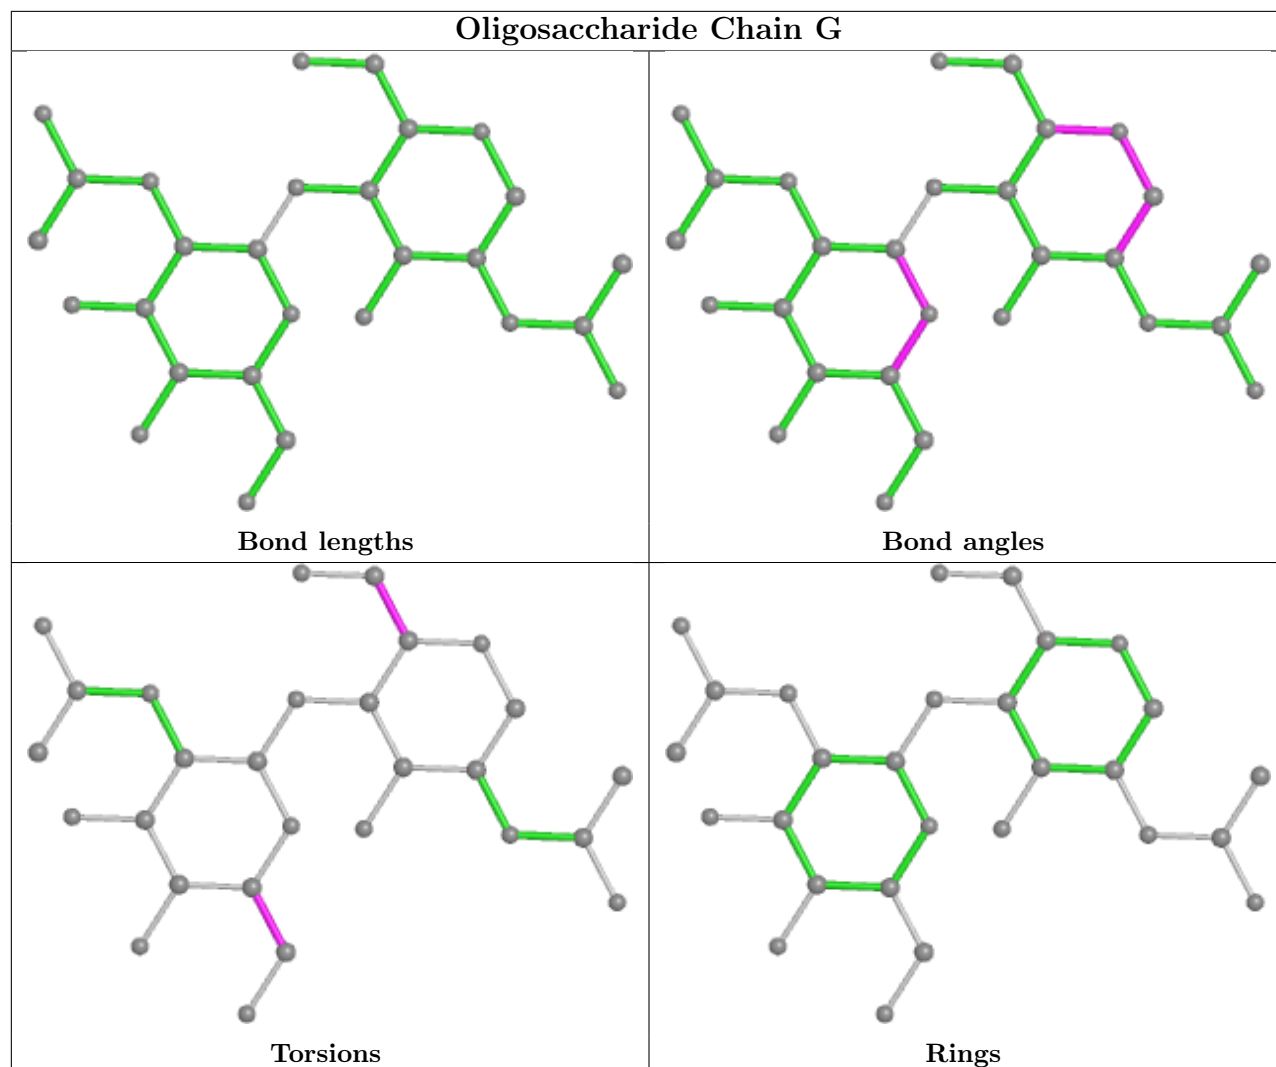 Oligosaccharide Chain G
Bond lengths
Bond angles
Torsions
Rings